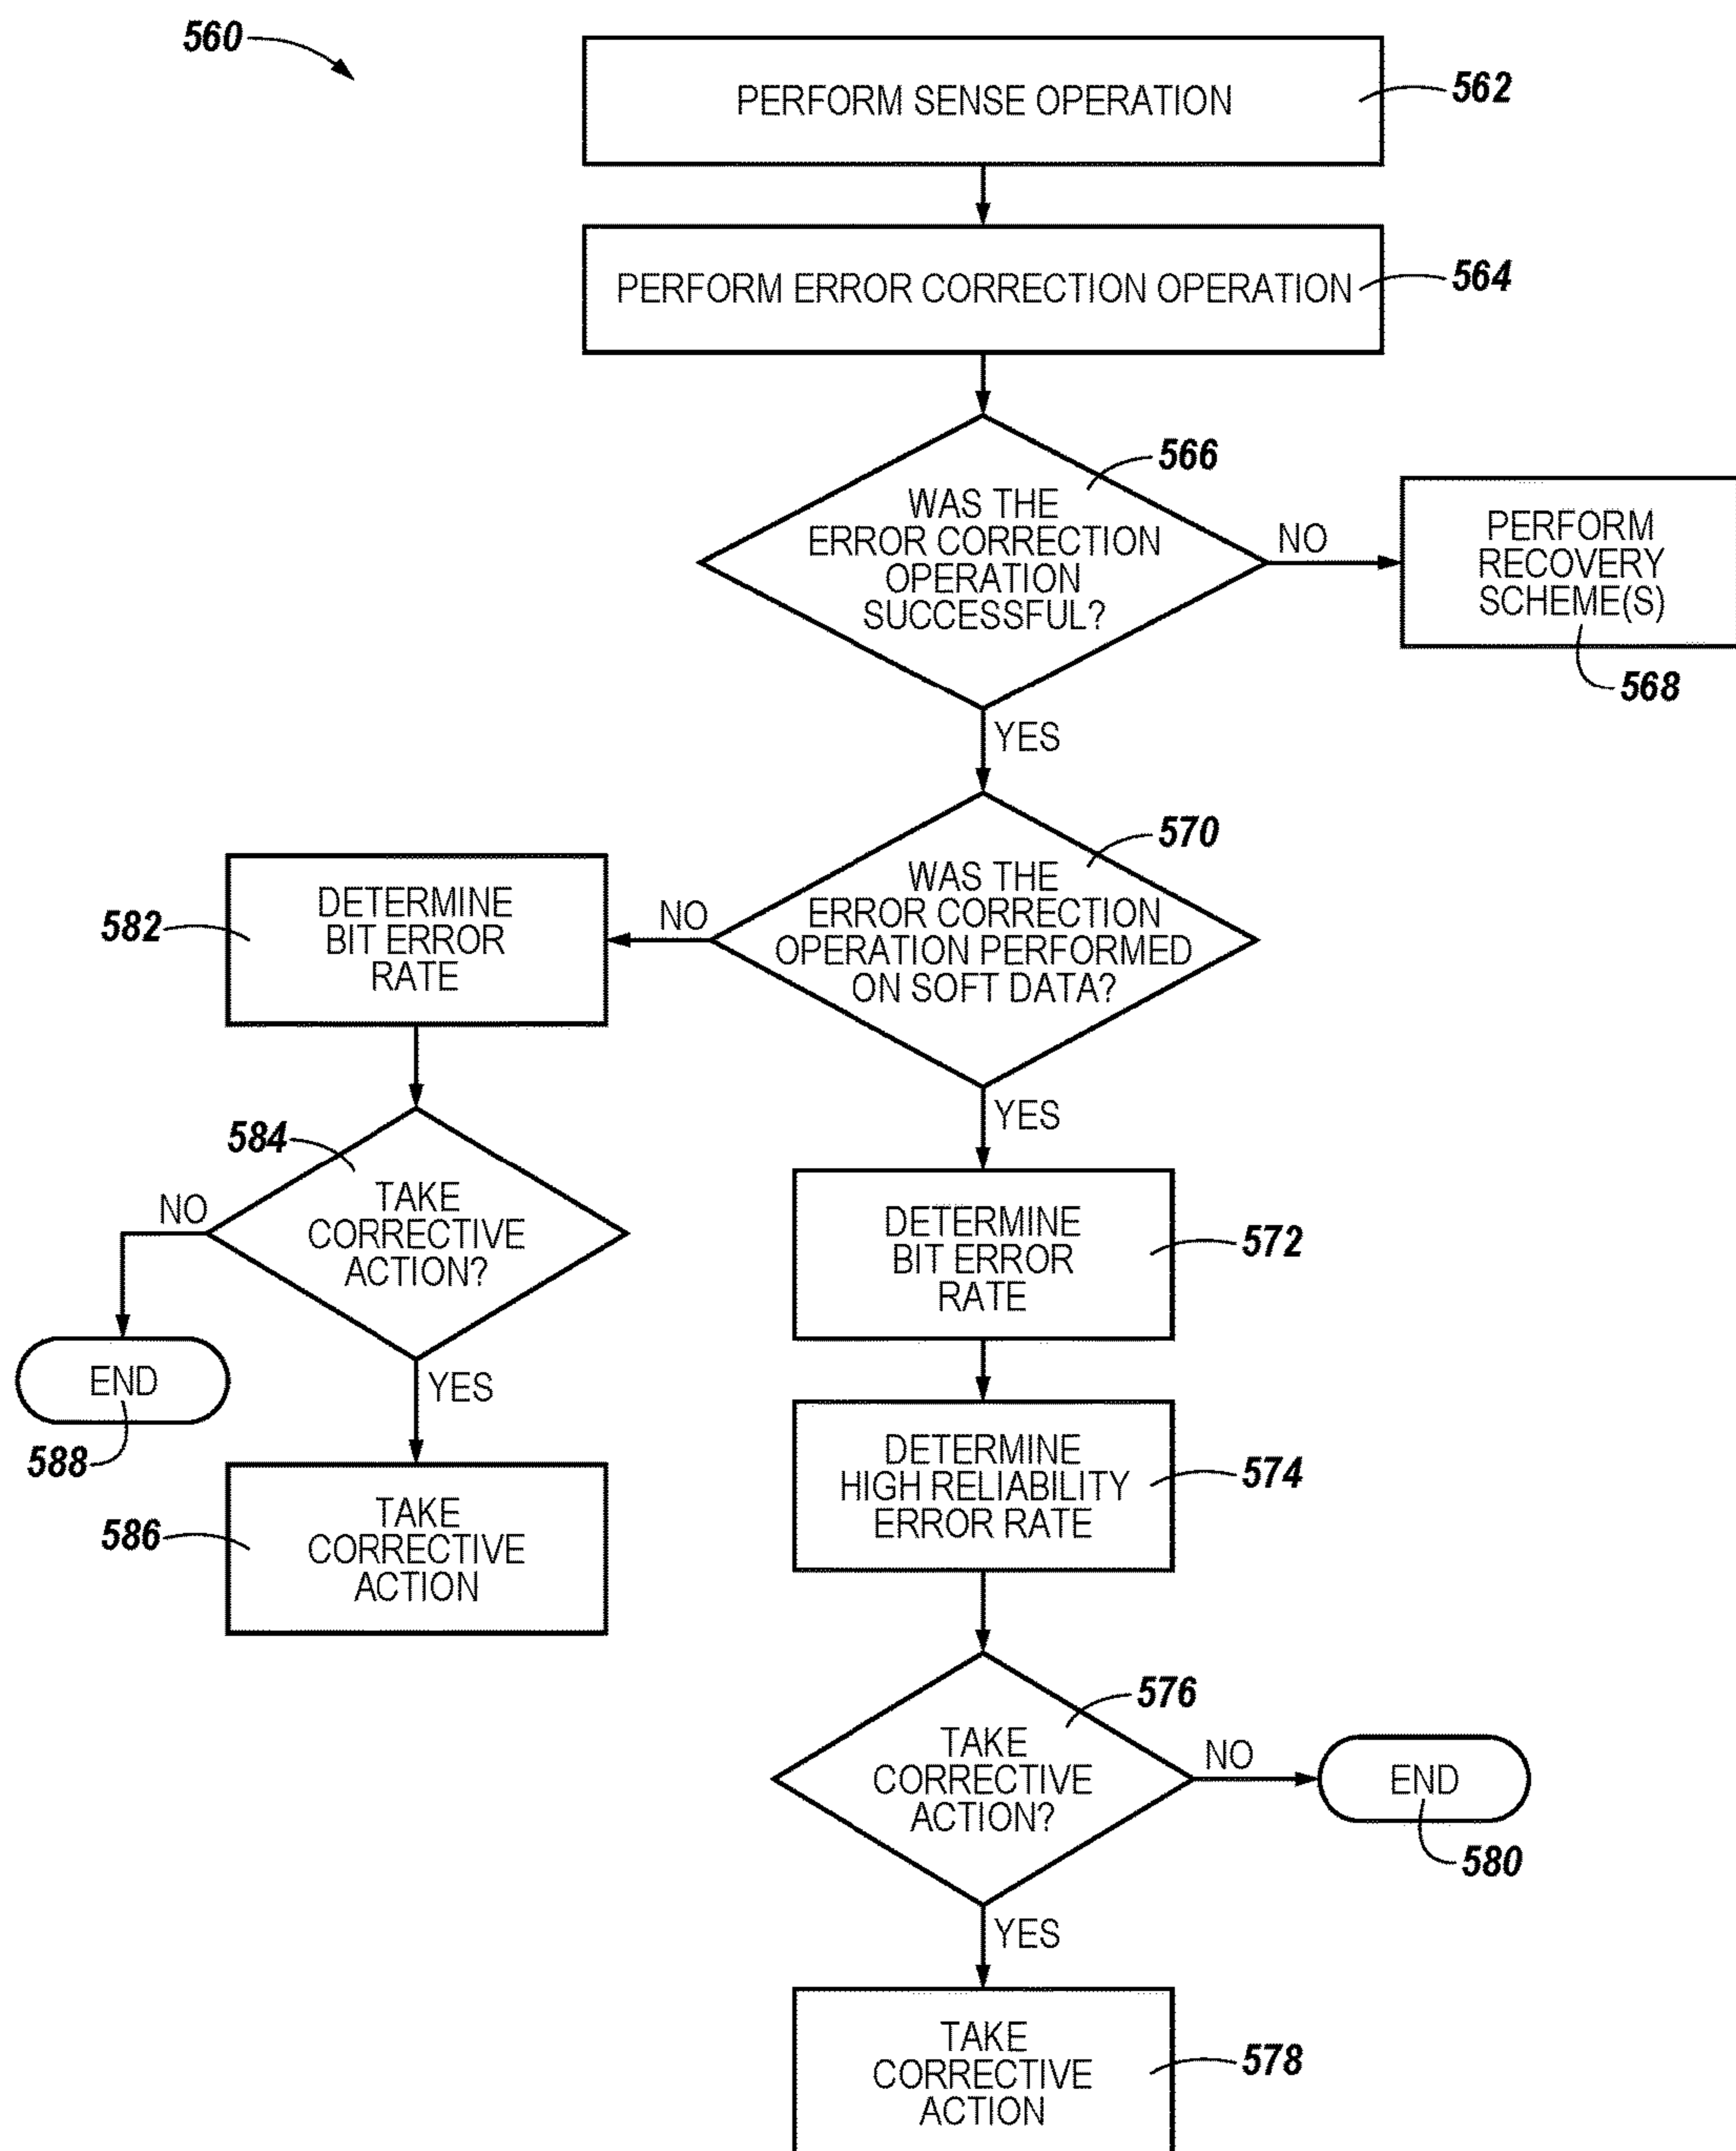 560
PERFORM SENSE OPERATION
562
PERFORM ERROR CORRECTION OPERATION
564
566
WAS THE
ERROR CORRECTION
OPERATION
SUCCESSFUL?
NO
PERFORM
RECOVERY
SCHEME(S)
568
YES
570
WAS THE
ERROR CORRECTION
OPERATION PERFORMED
ON SOFT DATA?
NO
DETERMINE
BIT ERROR
RATE
582
584
TAKE
CORRECTIVE
ACTION?
NO
END
588
YES
TAKE
CORRECTIVE
ACTION
586
YES
DETERMINE
BIT ERROR
RATE
572
DETERMINE
HIGH RELIABILITY
ERROR RATE
574
576
TAKE
CORRECTIVE
ACTION?
NO
END
580
YES
TAKE
CORRECTIVE
ACTION
578